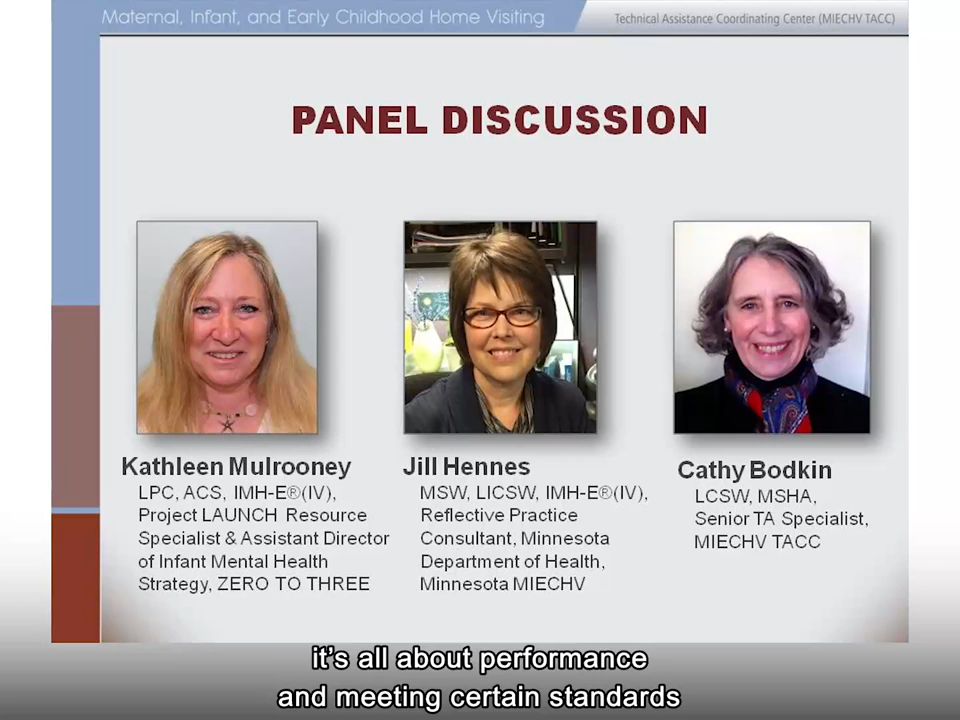 Maternal, Infant, and Early Childhood Home Visiting
Technical Assistance Coordinating Center (MIECHV TACC)
PANEL DISCUSSION
Kathleen Mulrooney
LPC, ACS, IMH-E®(IV),
Project LAUNCH Resource
Specialist & Assistant Director
of Infant Mental Health
Strategy, ZERO TO THREE
Jill Hennes
MSW, LICSW, IMH-E®(IV),
Reflective Practice
Consultant, Minnesota
Department of Health,
Minnesota MIECHV
Cathy Bodkin
LCSW, MSHA,
Senior TA Specialist,
MIECHV TACC
it's all about performance
and meeting certain standards